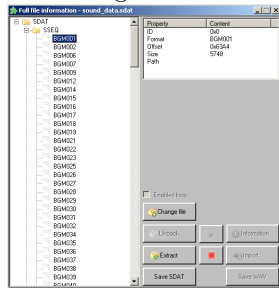 Full file information - sound_data.sdat
SDAT
SSEQ
BGM001
BGM002
BGM006
BGM007
BGM009
BGM012
BGM014
BGM015
BGM016
BGM017
BGM018
BGM019
BGM021
BGM022
BGM023
BGM025
BGM026
BGM027
BGM028
BGM029
BGM030
BGM031
BGM032
BGM034
BGM035
BGM036
BGM037
BGM038
BGM039
BGM040
Property Content
ID 0x0
Format BGM001
Offset 0x63A4
Size 5748
Path
Enabled loop
Change file
Unpack
Information
Extract
Import
Save SDAT
Save WAV